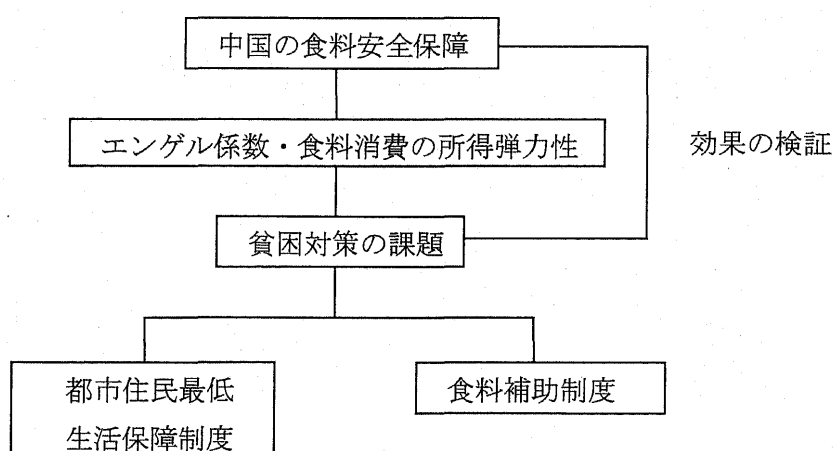 中国の食料安全保障
エンゲル係数・食料消費の所得弾力性
効果の検証
貧困対策の課題
都市住民最低
生活保障制度
食料補助制度